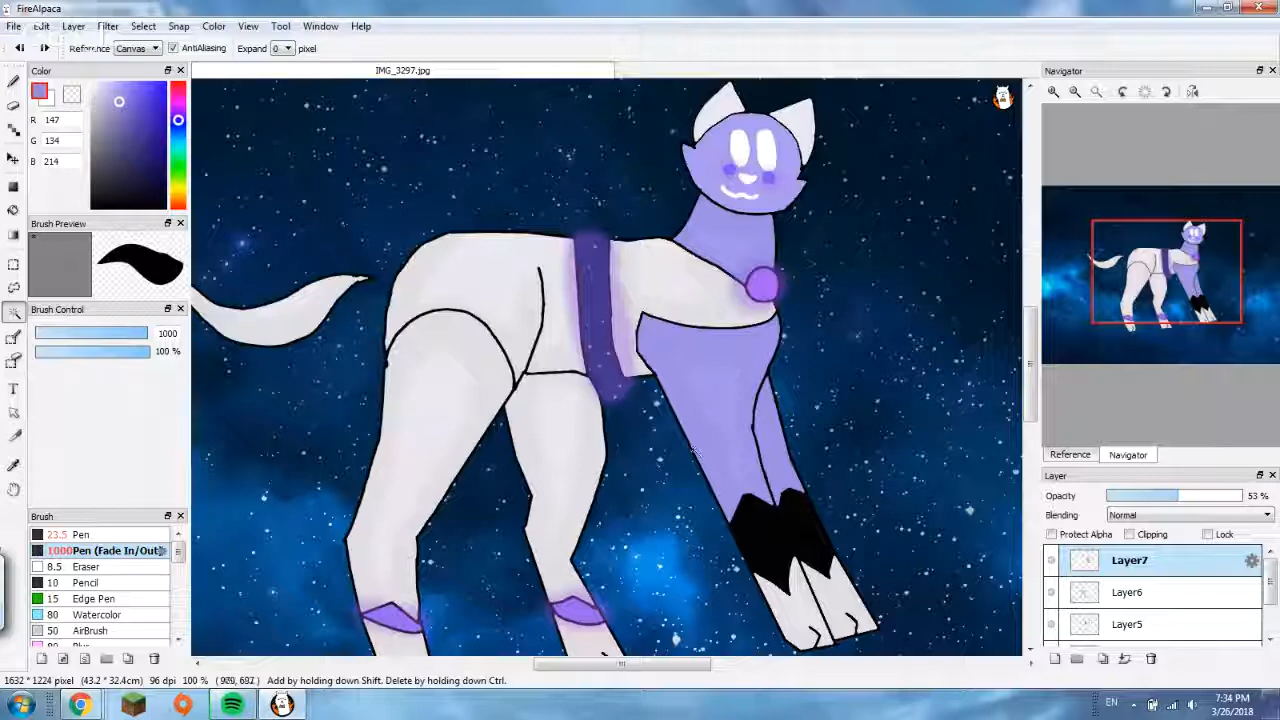 FireAlpaca
File Edit Layer Filter Select Snap Color View Tool Window Help
Reference Canvas AntiAliasing Expand 0 pixel
Color
IMG_3297.jpg
Navigator
R 147
G 134
B 214
Brush Preview
Brush Control
1000
100 %
Reference Navigator
Layer
Opacity 53 %
Blending Normal
Protect Alpha Clipping Lock
Layer7
Layer6
Layer5
Brush
23.5 Pen
1000 Pen (Fade In/Out)
8.5 Eraser
10 Pencil
15 Edge Pen
80 Watercolor
50 AirBrush
1632 * 1224 pixel (43.2 * 32.4cm) 96 dpi 100 % Add by holding down Shift. Delete by holding down Ctrl.
EN
7:34 PM
3/26/2018